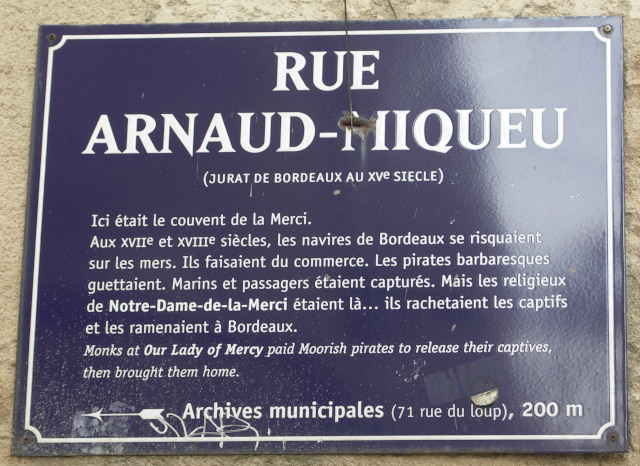 RUE
ARNAUD-MIQUEU
(JURAT DE BORDEAUX AU XVe SIECLE)
Ici était le couvent de la Merci.
Aux XVIIe et XVIIIe siècles, les navires de Bordeaux se risquaient
sur les mers. Ils faisaient du commerce. Les pirates barbaresques
guettaient. Marins et passagers étaient capturés. Mais les religieux
de Notre-Dame-de-la-Merci étaient là... ils rachetaient les captifs
et les ramenaient à Bordeaux.
Monks at Our Lady of Mercy paid Moorish pirates to release their captives,
then brought them home.
Archives municipales (71 rue du loup), 200 m